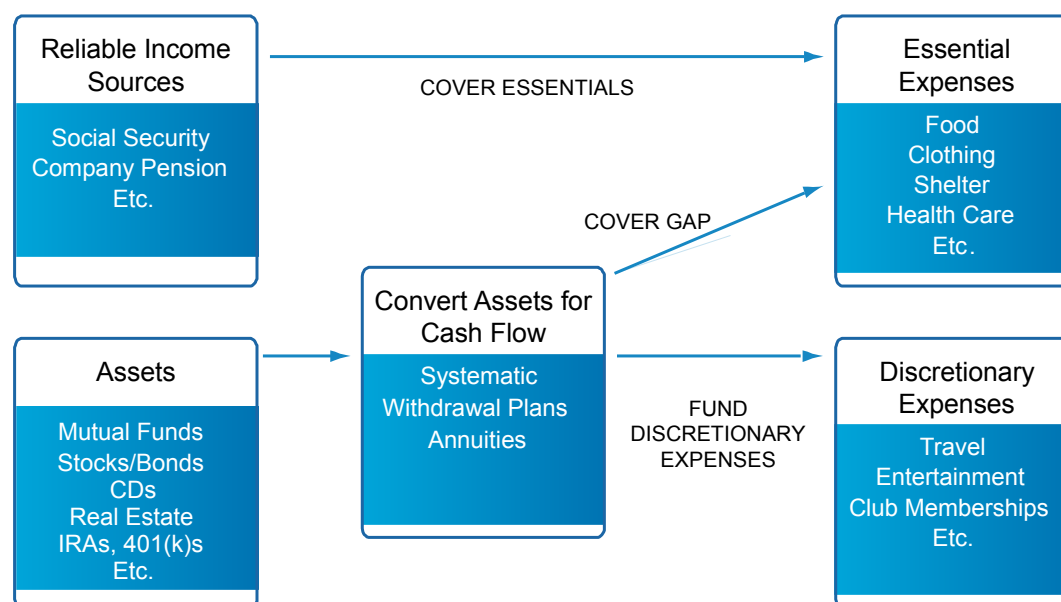 Reliable Income
Sources
Social Security
Company Pension
Etc.
COVER ESSENTIALS
Essential
Expenses
Food
Clothing
Shelter
Health Care
Etc.
COVER GAP
Convert Assets for
Cash Flow
Systematic
Withdrawal Plans
Annuities
Assets
Mutual Funds
Stocks/Bonds
CDs
Real Estate
IRAs, 401(k)s
Etc.
FUND
DISCRETIONARY
EXPENSES
Discretionary
Expenses
Travel
Entertainment
Club Memberships
Etc.